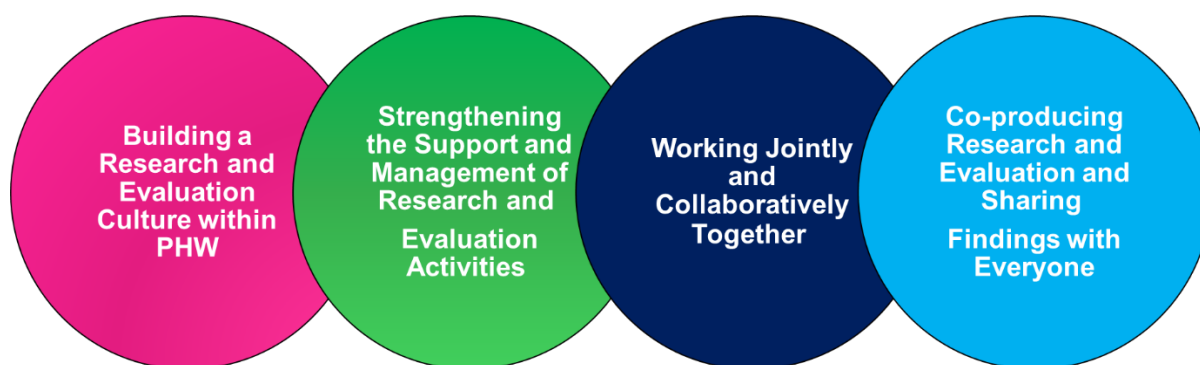 Building a
Research and
Evaluation
Culture within
PHW
Strengthening
the Support and
Management of
Research and
Evaluation
Activities
Working Jointly
and
Collaboratively
Together
Co-producing
Research and
Evaluation and
Sharing
Findings with
Everyone